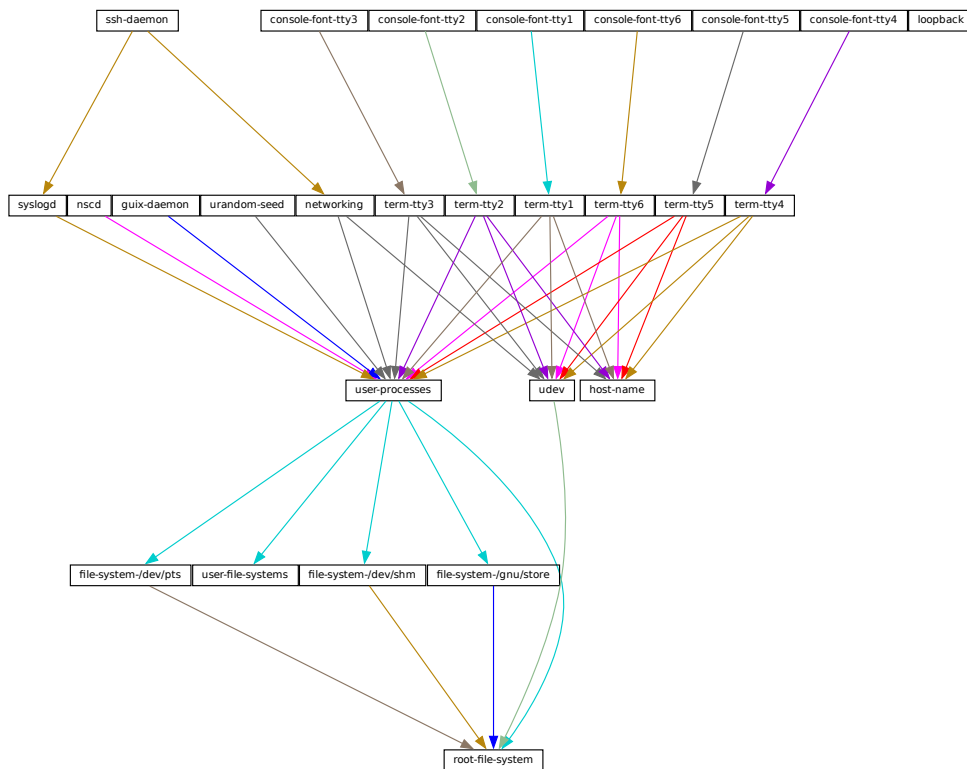 ssh-daemon
console-font-tty3
console-font-tty2
console-font-tty1
console-font-tty6
console-font-tty5
console-font-tty4
loopback
syslogd
nscd
guix-daemon
urandom-seed
networking
term-tty3
term-tty2
term-tty1
term-tty6
term-tty5
term-tty4
user-processes
udev
host-name
file-system-/dev/pts
user-file-systems
file-system-/dev/shm
file-system-/gnu/store
root-file-system